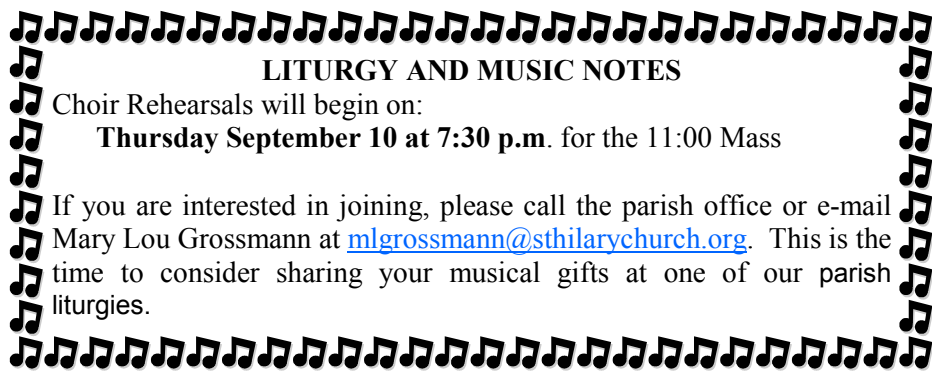 LITURGY AND MUSIC NOTES
Choir Rehearsals will begin on:
Thursday September 10 at 7:30 p.m. for the 11:00 Mass
If you are interested in joining, please call the parish office or e-mail
Mary Lou Grossmann at mlgrossmann@sthilarychurch.org. This is the
time to consider sharing your musical gifts at one of our parish
liturgies.